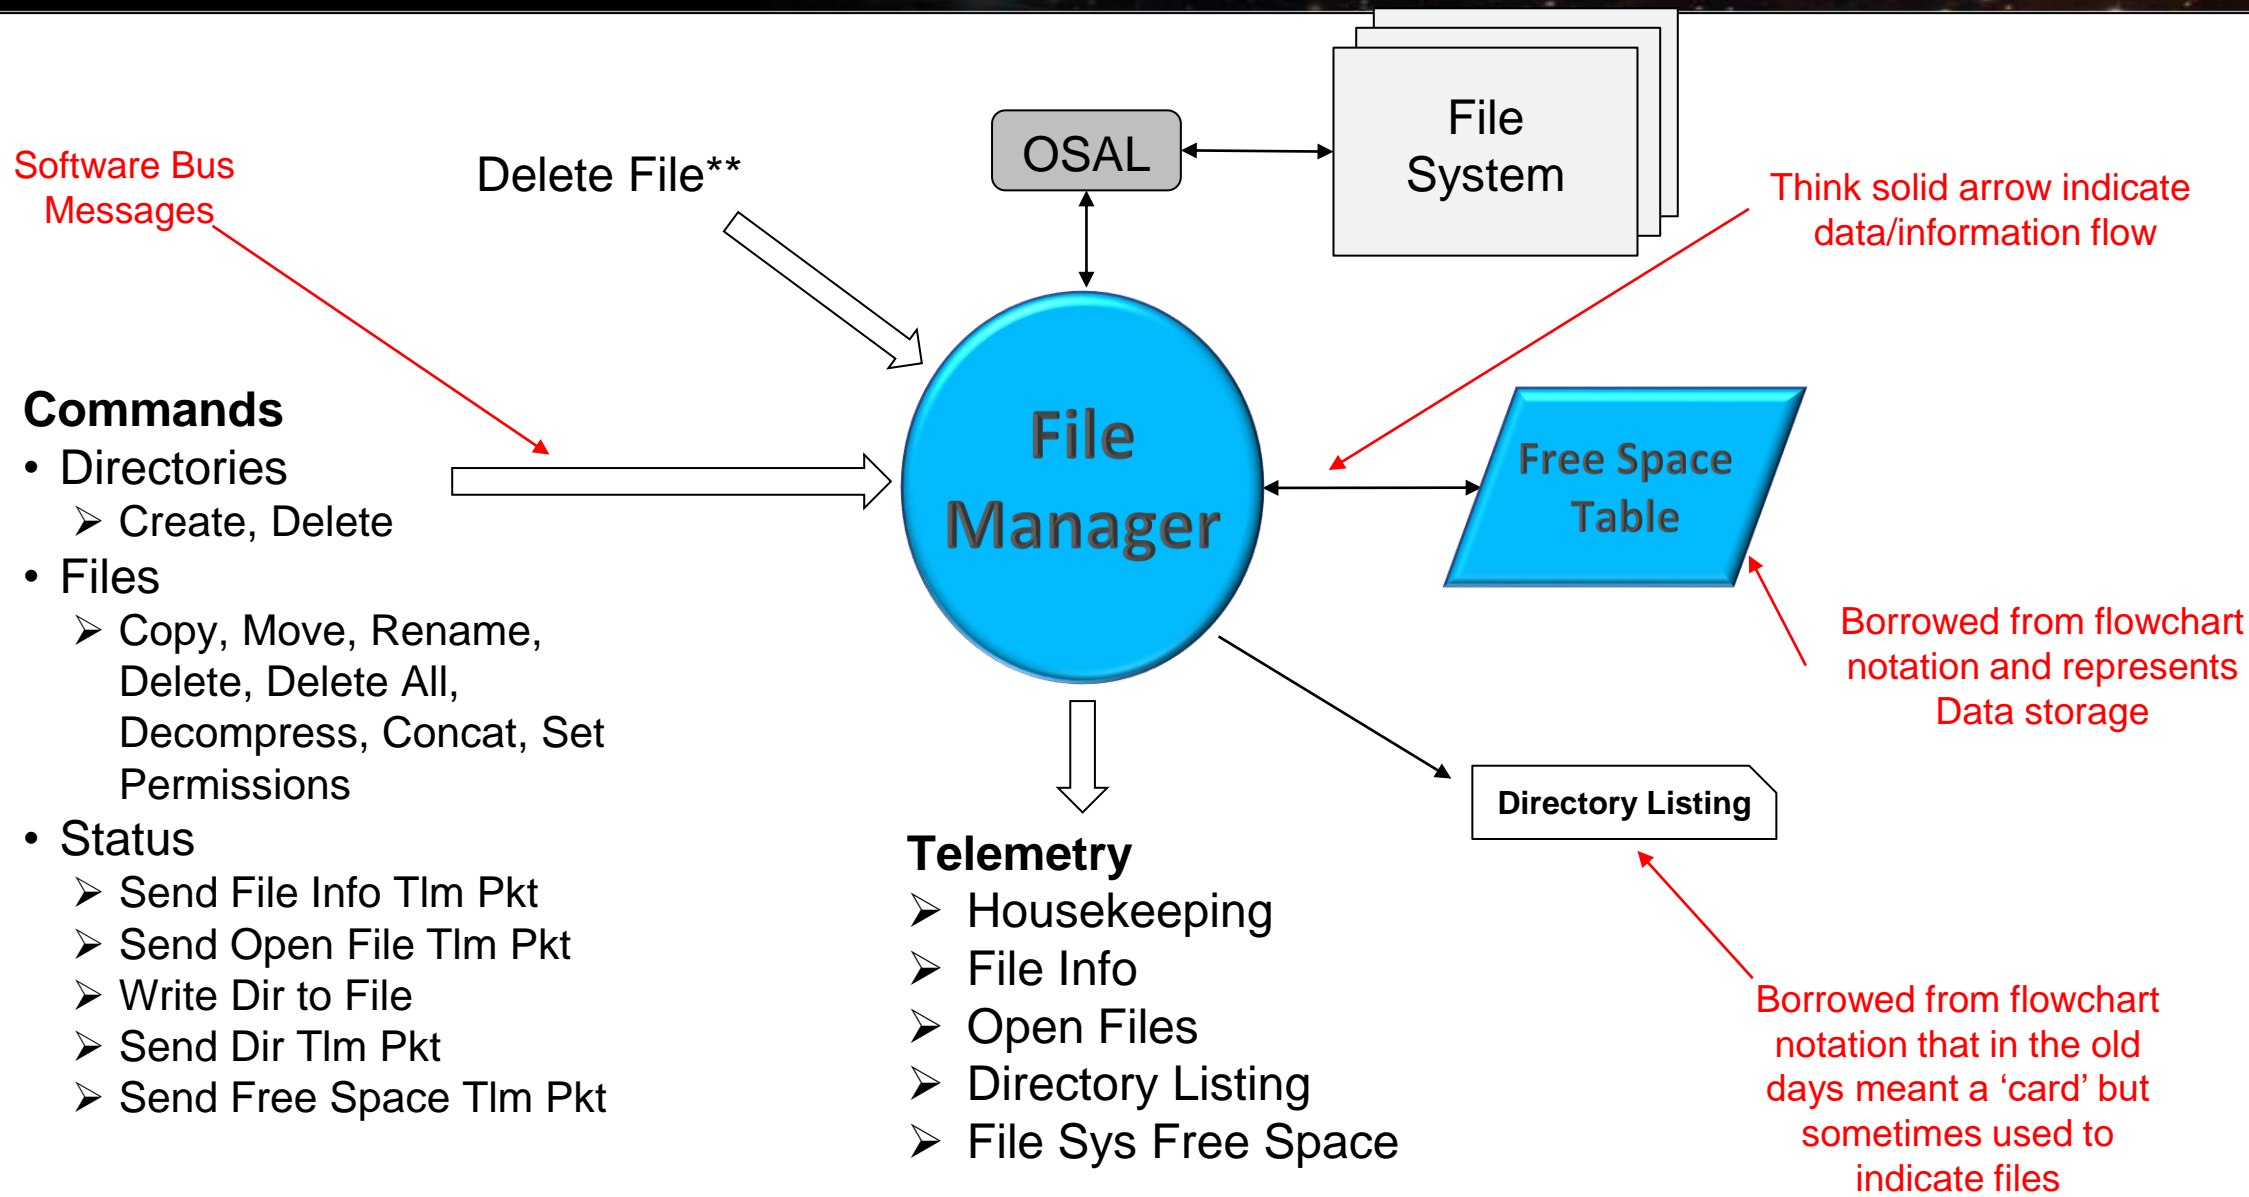 File
System
OSAL
Software Bus
Messages
Delete File**
Think solid arrow indicate
data/information flow
Commands
• Directories
➢ Create, Delete
• Files
➢ Copy, Move, Rename,
Delete, Delete All,
Decompress, Concat, Set
Permissions
• Status
➢ Send File Info Tlm Pkt
➢ Send Open File Tlm Pkt
➢ Write Dir to File
➢ Send Dir Tlm Pkt
➢ Send Free Space Tlm Pkt
File
Manager
Free Space
Table
Borrowed from flowchart
notation and represents
Data storage
Directory Listing
Telemetry
➢ Housekeeping
➢ File Info
➢ Open Files
➢ Directory Listing
➢ File Sys Free Space
Borrowed from flowchart
notation that in the old
days meant a ‘card’ but
sometimes used to
indicate files